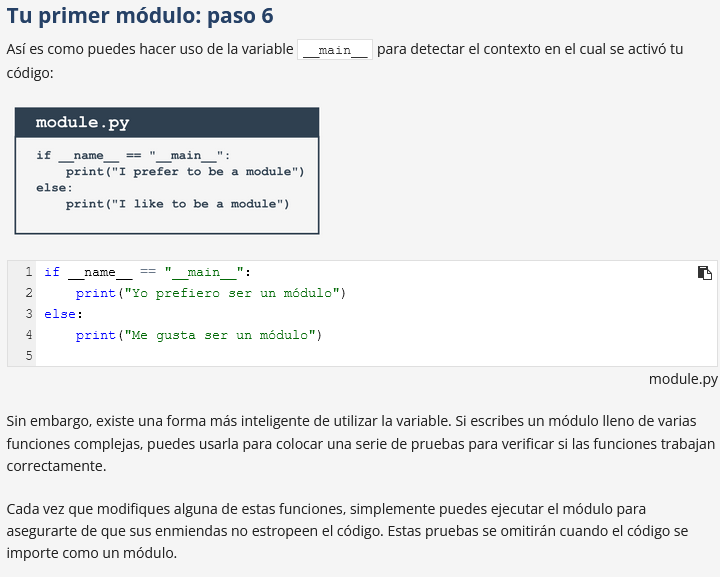 Tu primer módulo: paso 6
Así es como puedes hacer uso de la variable __main__ para detectar el contexto en el cual se activó tu
código:
module.py
if __name__ == "__main__":
    print("I prefer to be a module")
else:
    print("I like to be a module")
1 if __name__ == "__main__":
2     print("Yo prefiero ser un módulo")
3 else:
4     print("Me gusta ser un módulo")
5
module.py
Sin embargo, existe una forma más inteligente de utilizar la variable. Si escribes un módulo lleno de varias
funciones complejas, puedes usarla para colocar una serie de pruebas para verificar si las funciones trabajan
correctamente.
Cada vez que modifiques alguna de estas funciones, simplemente puedes ejecutar el módulo para
asegurarte de que sus enmiendas no estropeen el código. Estas pruebas se omitirán cuando el código se
importe como un módulo.